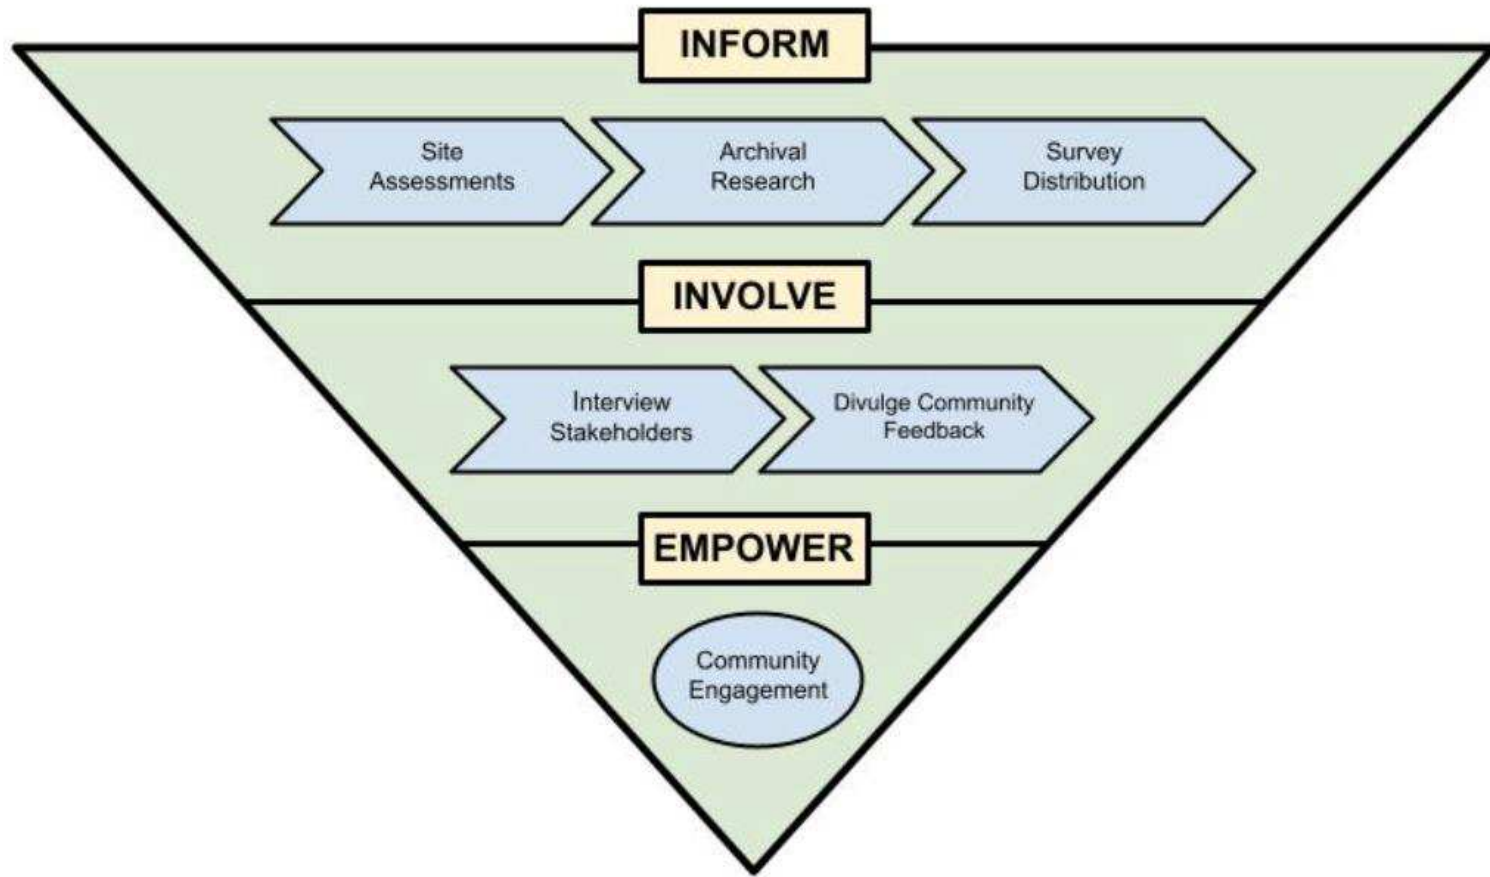 INFORM
Site
Assessments
Archival
Research
Survey
Distribution
INVOLVE
Interview
Stakeholders
Divulge Community
Feedback
EMPOWER
Community
Engagement